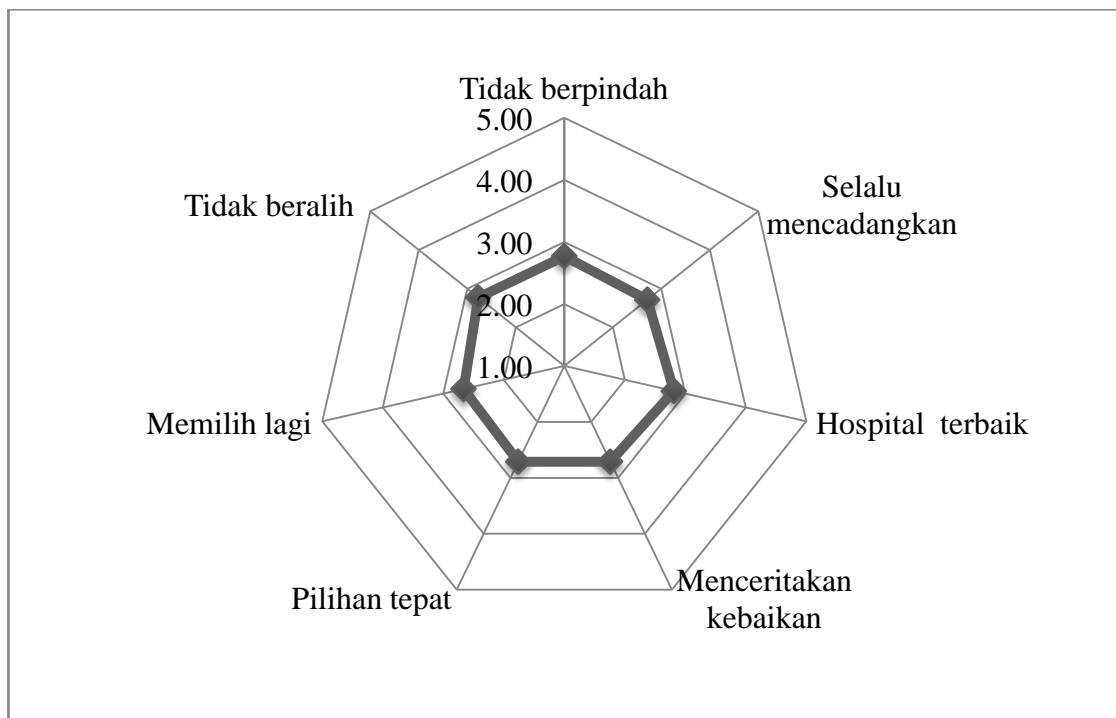 Tidak berpindah
5.00
4.00
3.00
2.00
1.00
Selalu
mencadangkan
Hospital  terbaik
Menceritakan
kebaikan
Pilihan tepat
Memilih lagi
Tidak beralih